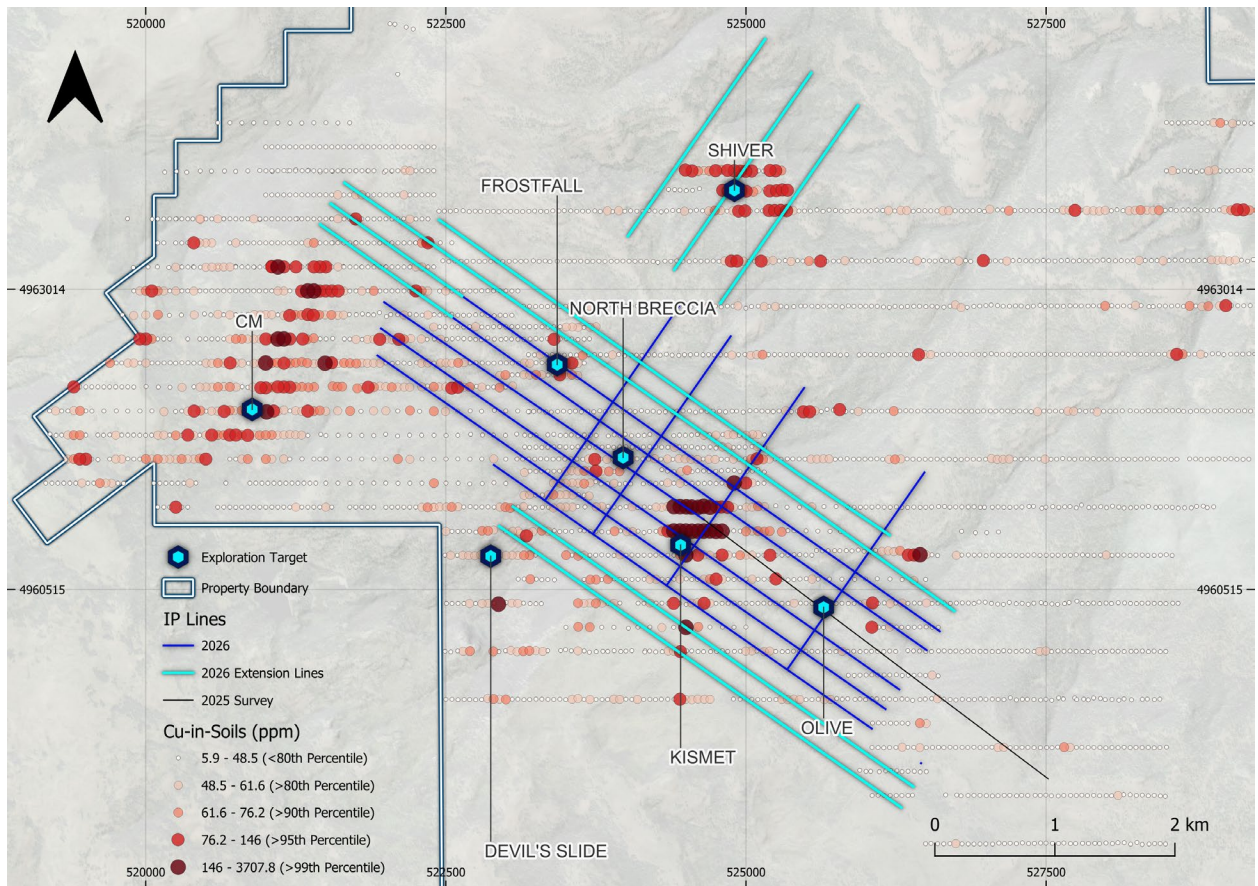 520000
522500
525000
527500
SHIVER
FROSTFALL
4963014
4963014
NORTH BRECCIA
CM
Exploration Target
4960515
4960515
Property Boundary
IP Lines
2026
2026 Extension Lines
2025 Survey
OLIVE
Cu-in-Soils (ppm)
KISMET
5.9 - 48.5 (<80th Percentile)
48.5 - 61.6 (>80th Percentile)
61.6 - 76.2 (>90th Percentile)
0 1 2 km
76.2 - 146 (>95th Percentile)
DEVIL'S SLIDE
146 - 3707.8 (>99th Percentile)
520000
522500
525000
527500